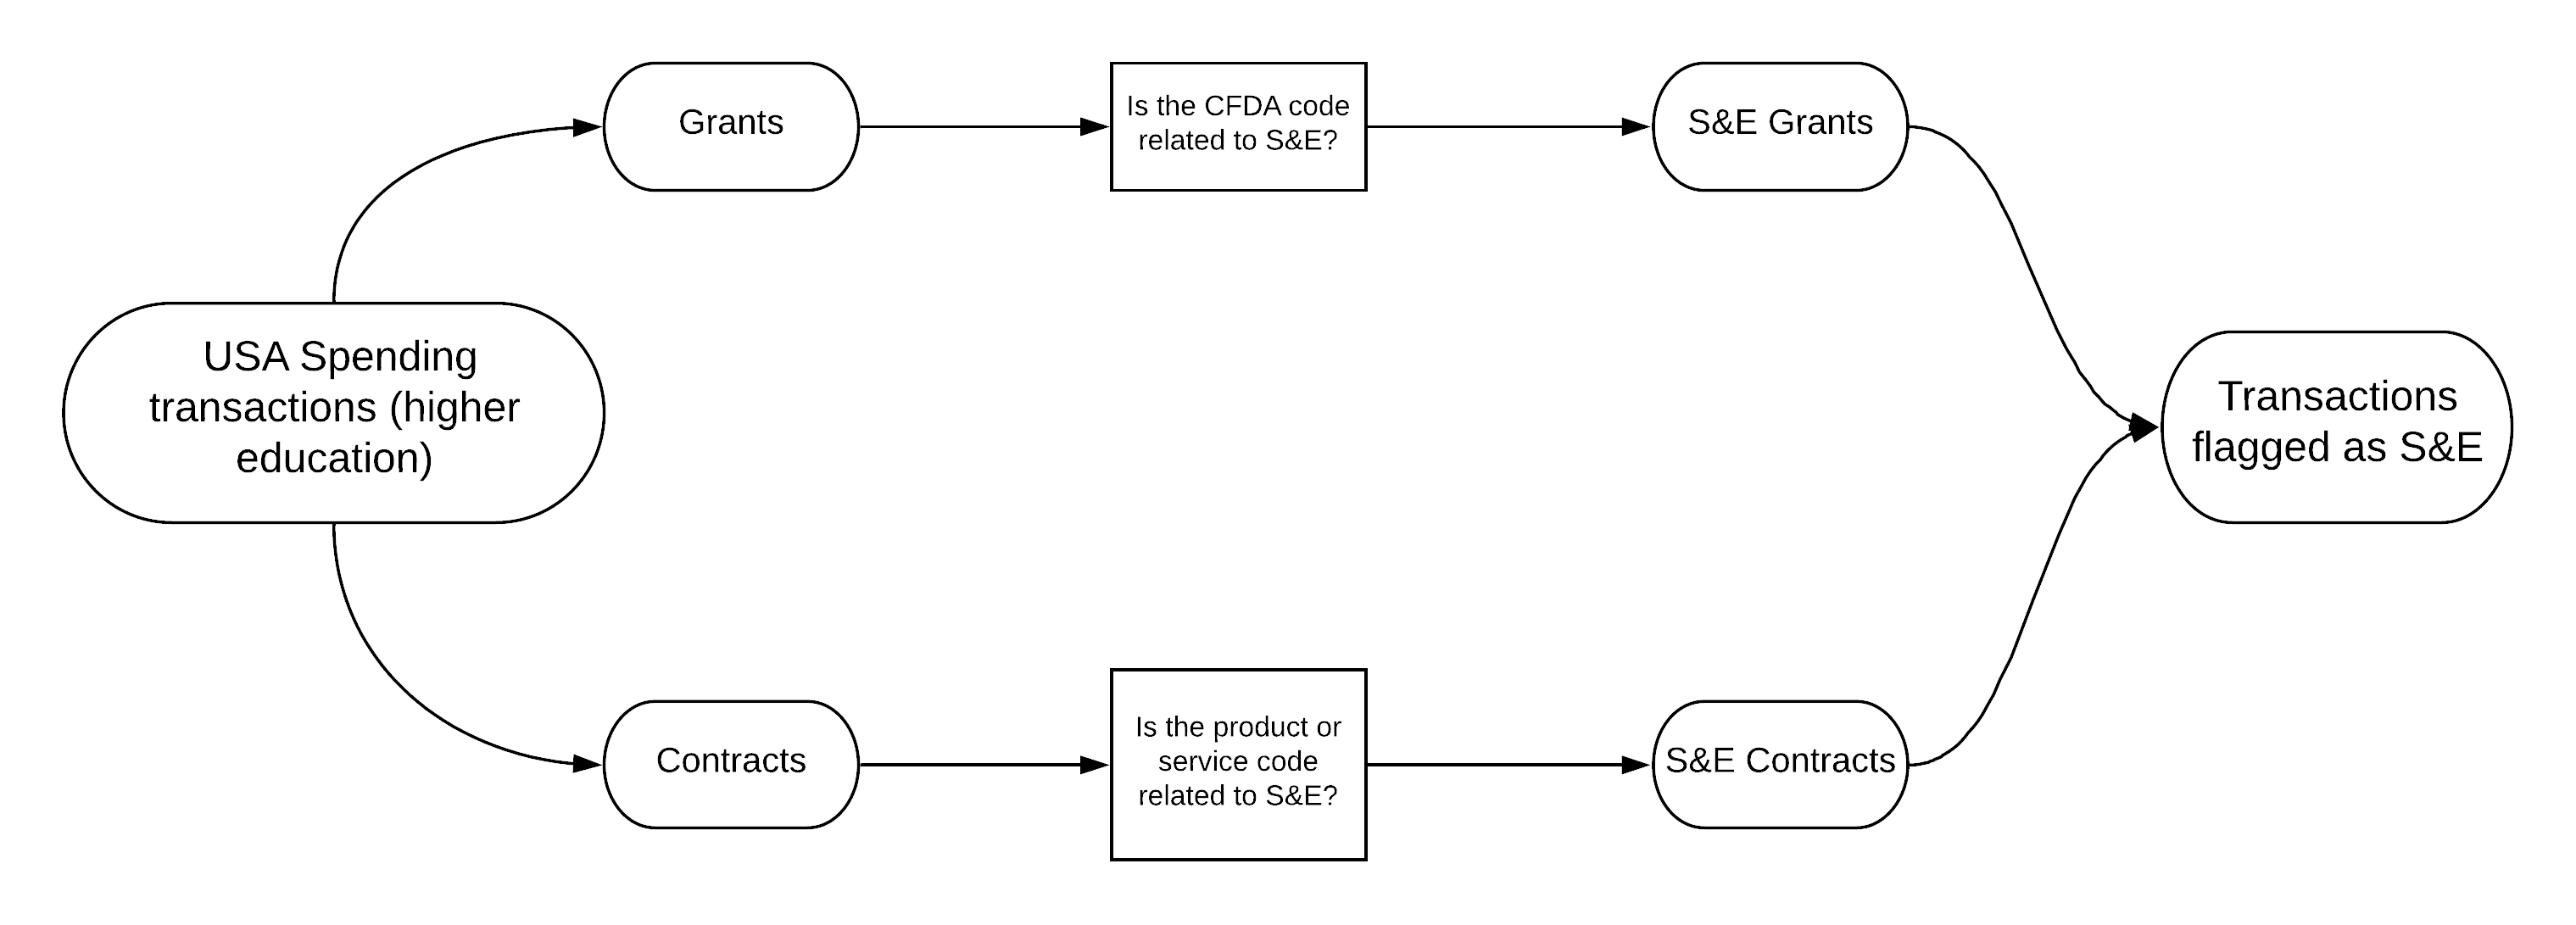 Grants
Is the CFDA code
related to S&E?
S&E Grants
USA Spending
transactions (higher
education)
Transactions
flagged as S&E
Contracts
Is the product or
service code
related to S&E?
S&E Contracts